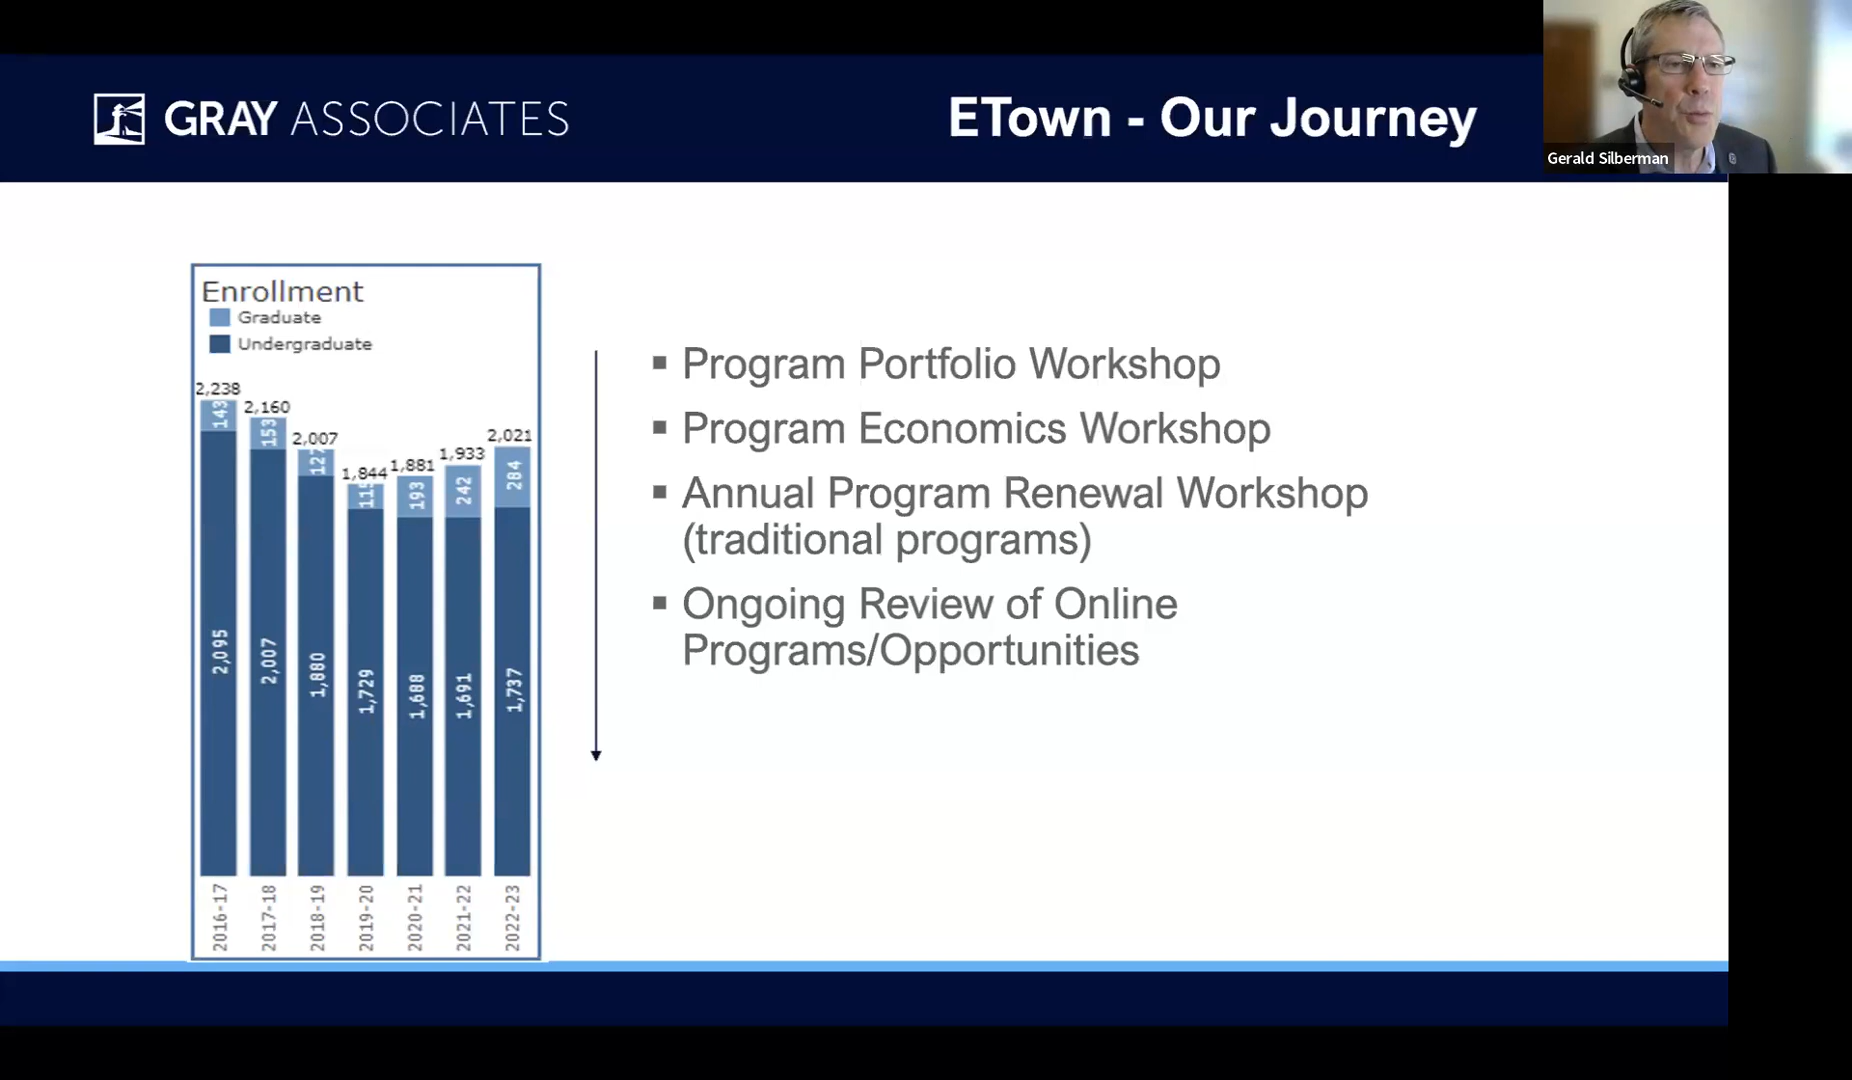 GRAY ASSOCIATES
ETown - Our Journey
Gerald Silberman
Enrollment
Graduate
Undergraduate
2,238
2,160
2,007
1,844
1,881
1,933
2,021
143
153
127
115
193
242
284
2,095
2,007
1,880
1,729
1,688
1,691
1,737
2016-17
2017-18
2018-19
2019-20
2020-21
2021-22
2022-23
▪ Program Portfolio Workshop
▪ Program Economics Workshop
▪ Annual Program Renewal Workshop
(traditional programs)
▪ Ongoing Review of Online
Programs/Opportunities